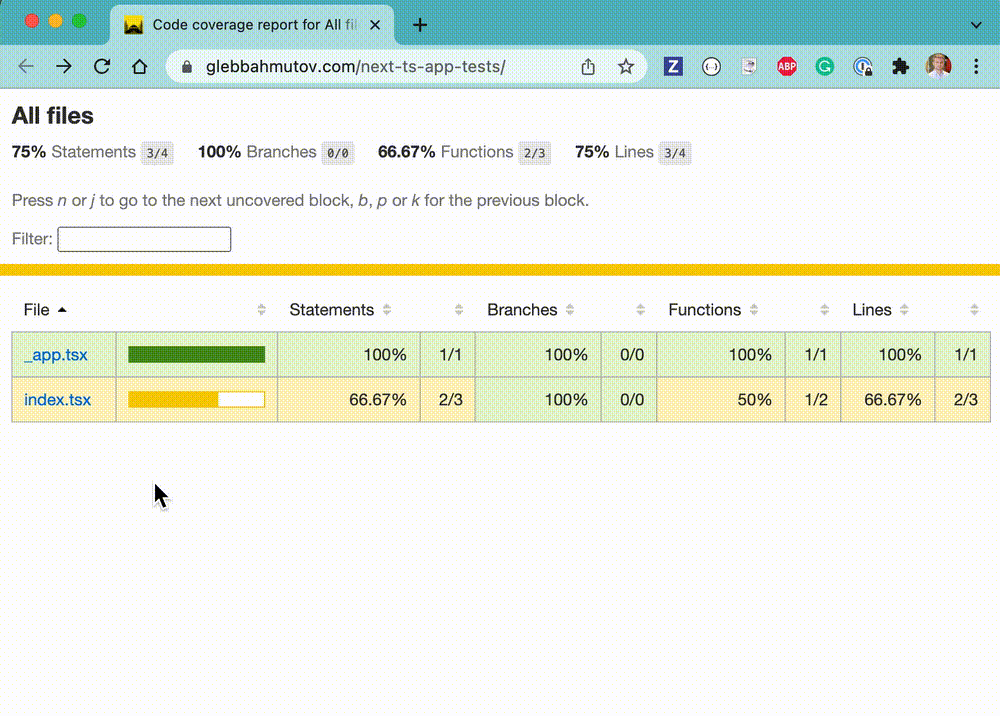 Code coverage report for All fil
glebbahmutov.com/next-ts-app-tests/
Z
ABP
G
All files
75% Statements 3/4 100% Branches 0/0 66.67% Functions 2/3 75% Lines 3/4
Press n or j to go to the next uncovered block, b, p or k for the previous block.
Filter:
File Statements Branches Functions Lines
_app.tsx 100% 1/1 100% 0/0 100% 1/1 100% 1/1
index.tsx 66.67% 2/3 100% 0/0 50% 1/2 66.67% 2/3